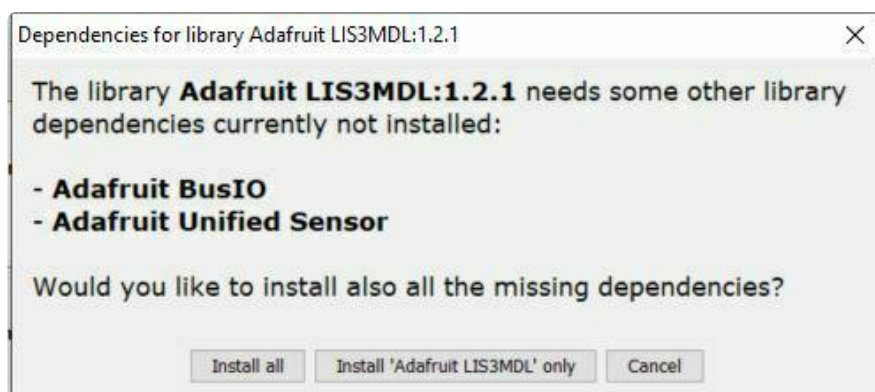 Dependencies for library Adafruit LIS3MDL:1.2.1
The library Adafruit LIS3MDL:1.2.1 needs some other library
dependencies currently not installed:
- Adafruit BusIO
- Adafruit Unified Sensor
Would you like to install also all the missing dependencies?
Install all
Install 'Adafruit LIS3MDL' only
Cancel